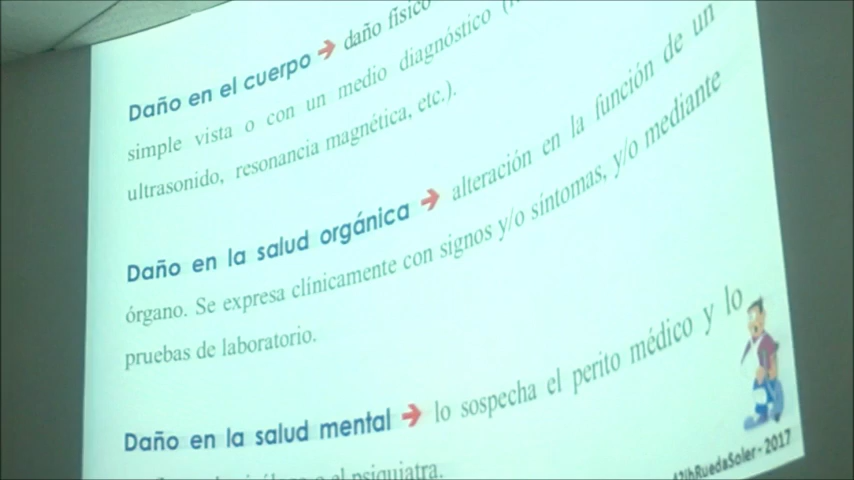 Daño en el cuerpo → daño físico
simple vista o con un medio diagnóstico
ultrasonido, resonancia magnética, etc.).
Daño en la salud orgánica → alteración en la función de un
órgano. Se expresa clínicamente con signos y/o síntomas, y/o mediante
pruebas de laboratorio.
Daño en la salud mental → lo sospecha el perito médico y lo
el psiquiatra.
RuedaSoler - 2017